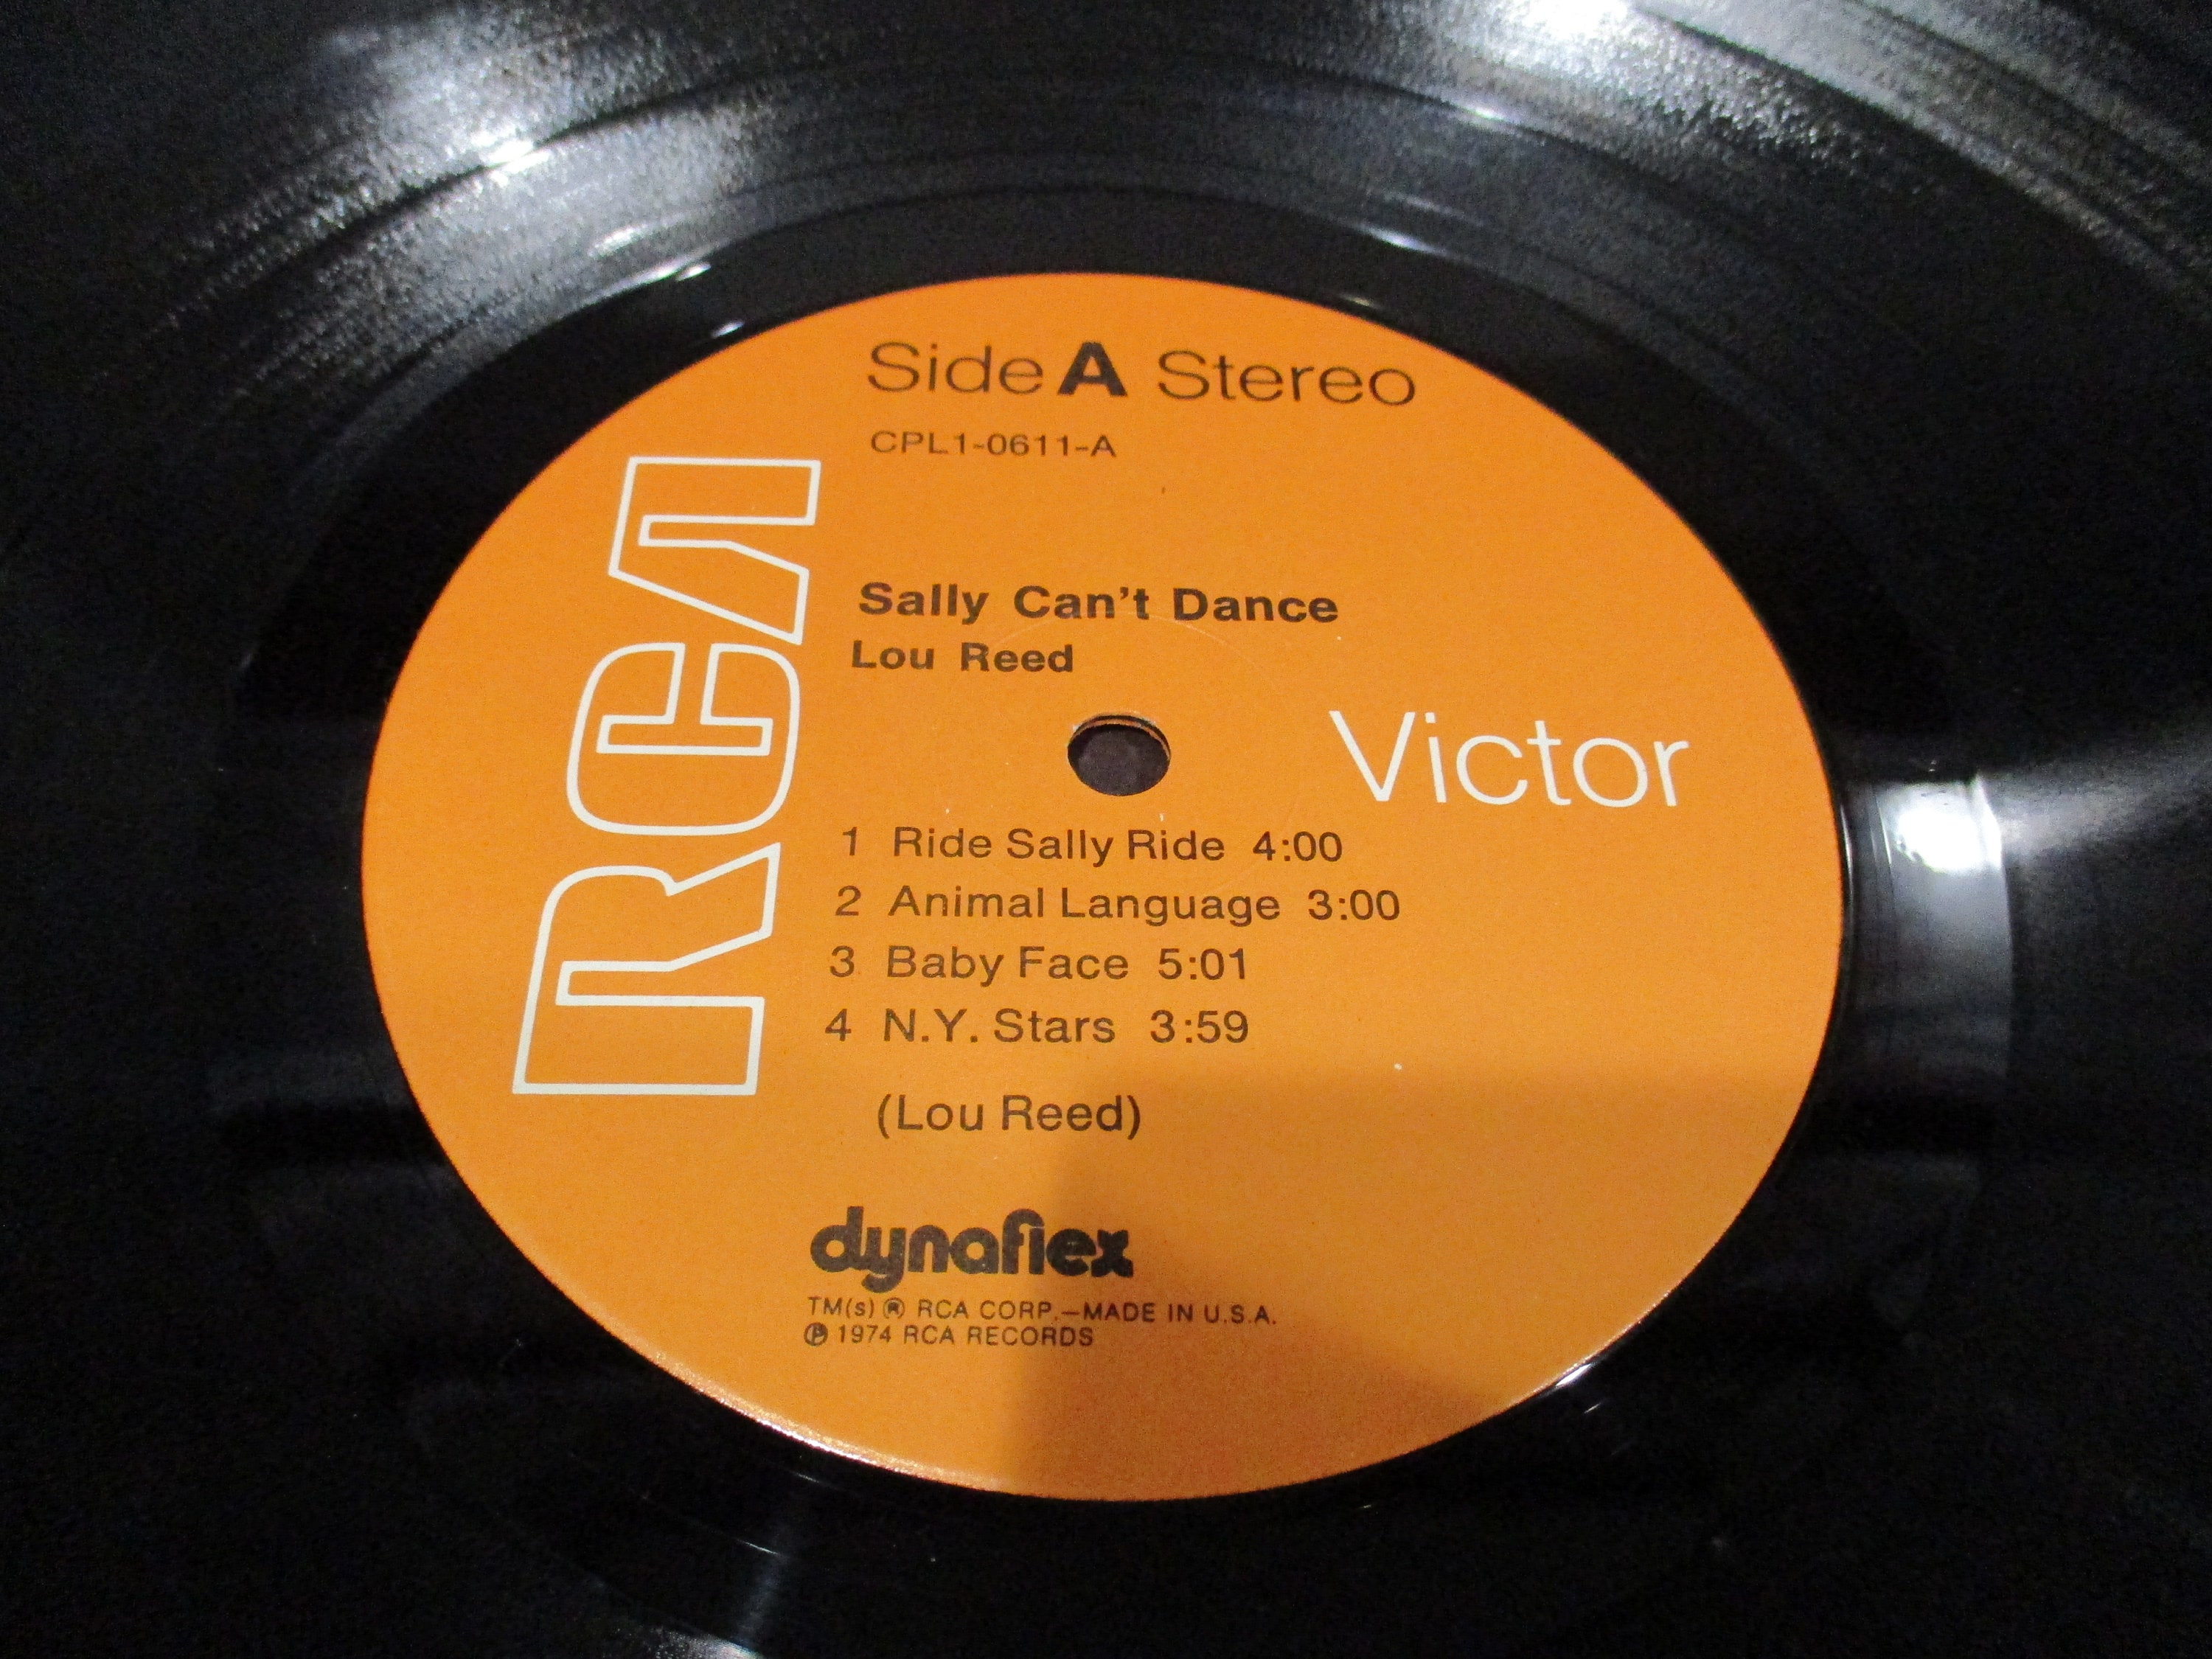 Side A Stereo
CPL1-0611-A
RCA
Sally Can't Dance
Lou Reed
Victor
1 Ride Sally Ride 4:00
2 Animal Language 3:00
3 Baby Face 5:01
4 N.Y. Stars 3:59
(Lou Reed)
dynaflex
TM(s) ® RCA CORP.—MADE IN U.S.A.
℗ 1974 RCA RECORDS